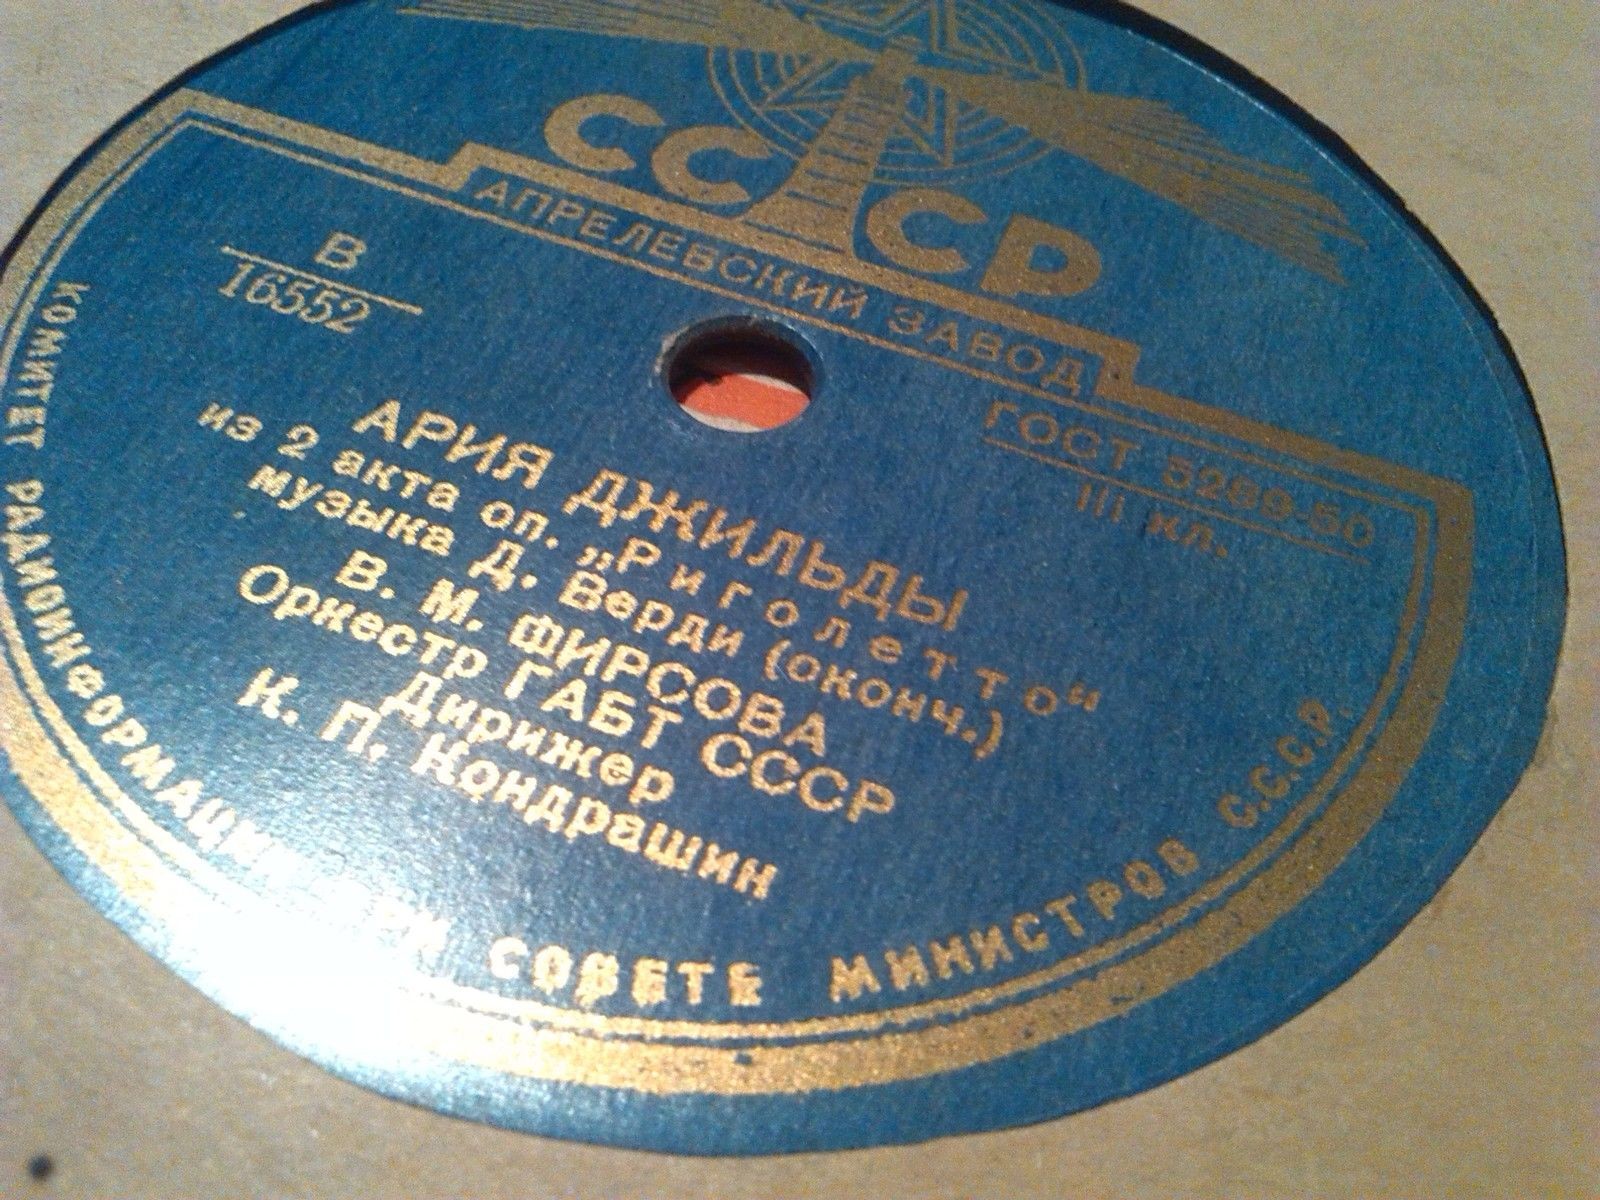 СССР
АПРЕЛЕВСКИЙ ЗАВОД
В
16552
ГОСТ 5289-50
III кл.
АРИЯ ДЖИЛЬДЫ
из 2 акта оп. „Риголетто“
музыка Д. Верди (оконч.)
В. М. ФИРСОВА
Оркестр ГАБТ СССР
Дирижер
К. П. Кондрашин
КОМИТЕТ РАДИОИНФОРМАЦИИ ПРИ СОВЕТЕ МИНИСТРОВ С.С.С.Р.